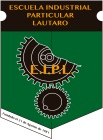 ESCUELA INDUSTRIAL
PARTICULAR
LAUTARO
E.I.P.L